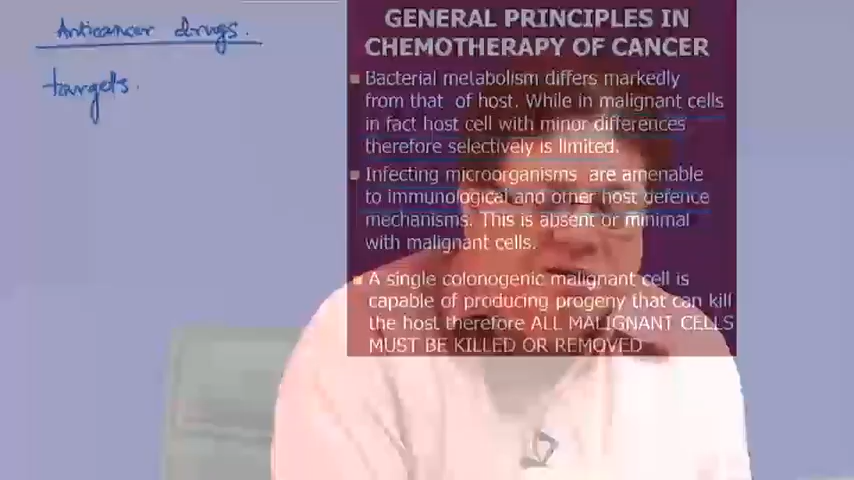 Anticancer drugs.
targets.
GENERAL PRINCIPLES IN
CHEMOTHERAPY OF CANCER
Bacterial metabolism differs markedly
from that of host. While in malignant cells
in fact host cell with minor differences
therefore selectively is limited.
Infecting microorganisms are amenable
to immunological and other host defence
mechanisms. This is absent or minimal
with malignant cells.
A single colonogenic malignant cell is
capable of producing progeny that can kill
the host therefore ALL MALIGNANT CELLS
MUST BE KILLED OR REMOVED